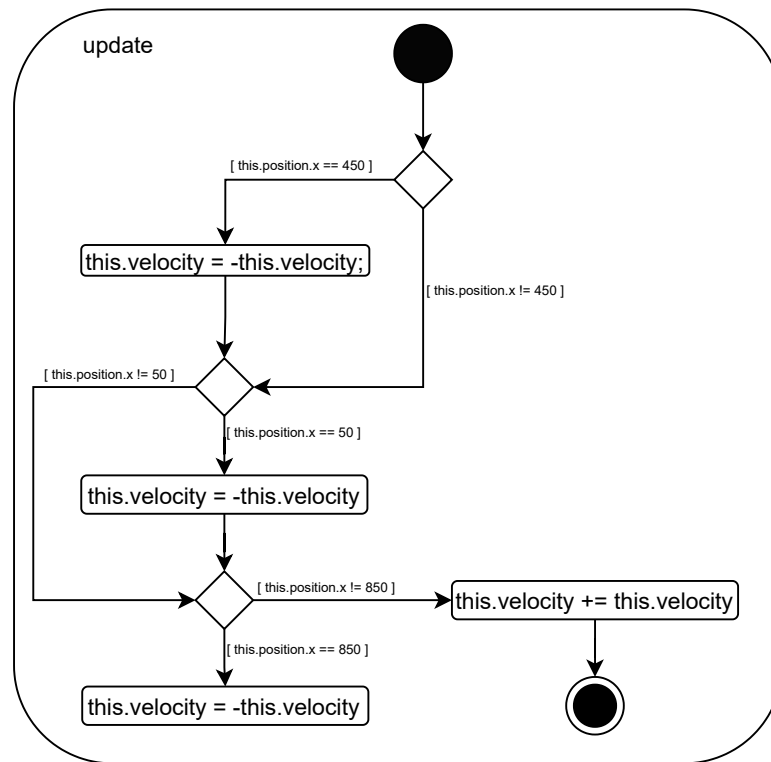 update
[ this.position.x == 450 ]
this.velocity = -this.velocity;
[ this.position.x != 450 ]
[ this.position.x != 50 ]
[ this.position.x == 50 ]
this.velocity = -this.velocity
[ this.position.x != 850 ]
this.velocity += this.velocity
[ this.position.x == 850 ]
this.velocity = -this.velocity